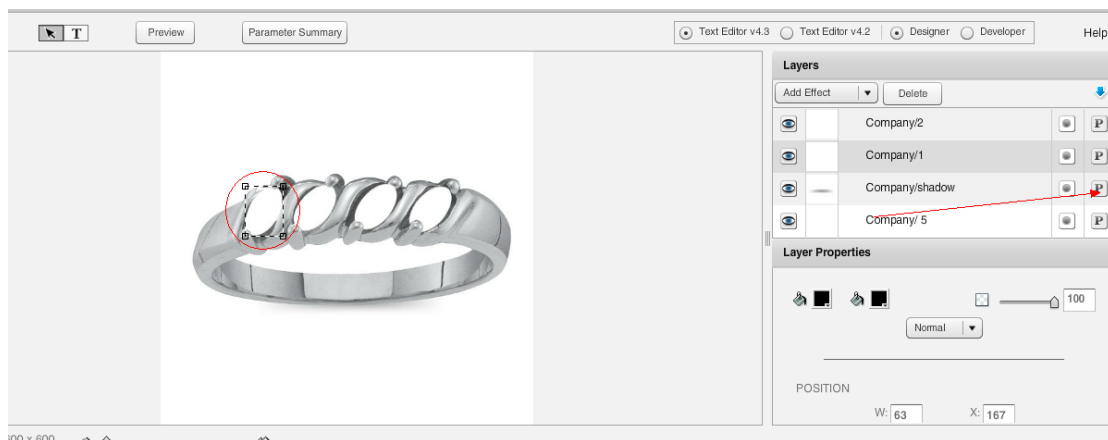 T Preview Parameter Summary Text Editor v4.3 Text Editor v4.2 Designer Developer Help
Layers
Add Effect Delete
Company/2 P
Company/1 P
Company/shadow P
Company/ 5 P
Layer Properties
100
Normal
POSITION
W: 63 X: 167